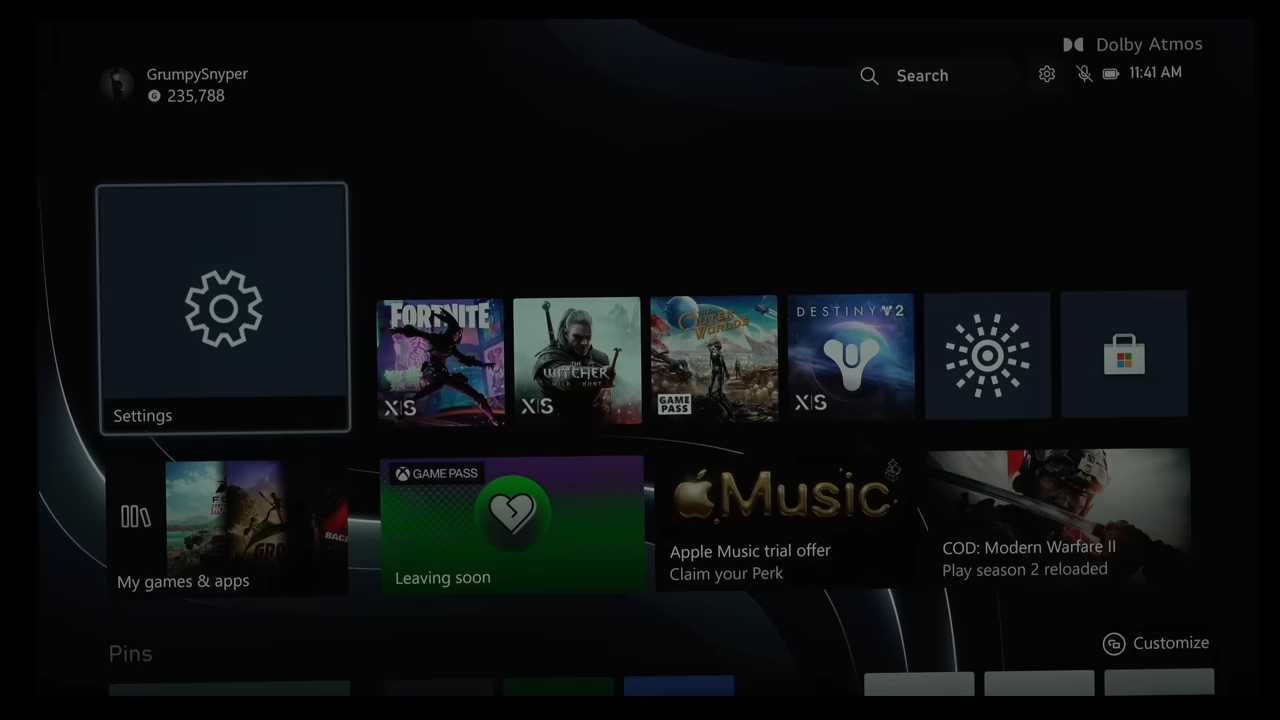 Dolby Atmos
GrumpySnyper
G 235,788
Search
11:41 AM
Settings
FORTNITE
X|S
THE
WITCHER
WILD HUNT
X|S
THE
OUTER
WORLDS
GAME
PASS
DESTINY 2
X|S
My games & apps
GAME PASS
Leaving soon
Music
Apple Music trial offer
Claim your Perk
COD: Modern Warfare II
Play season 2 reloaded
Pins
Customize